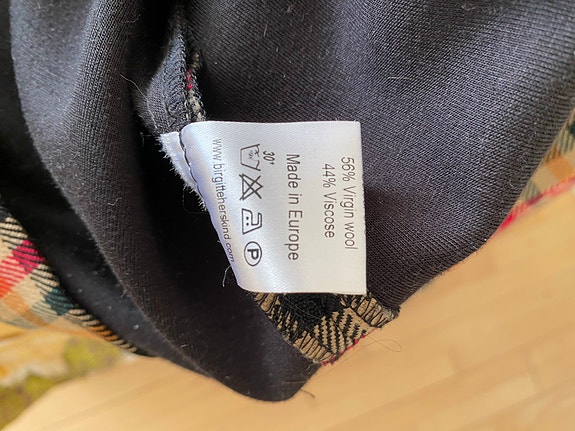 56% Virgin wool
44% Viscose
Made in Europe
30°
P
www.birgitteherskind.com